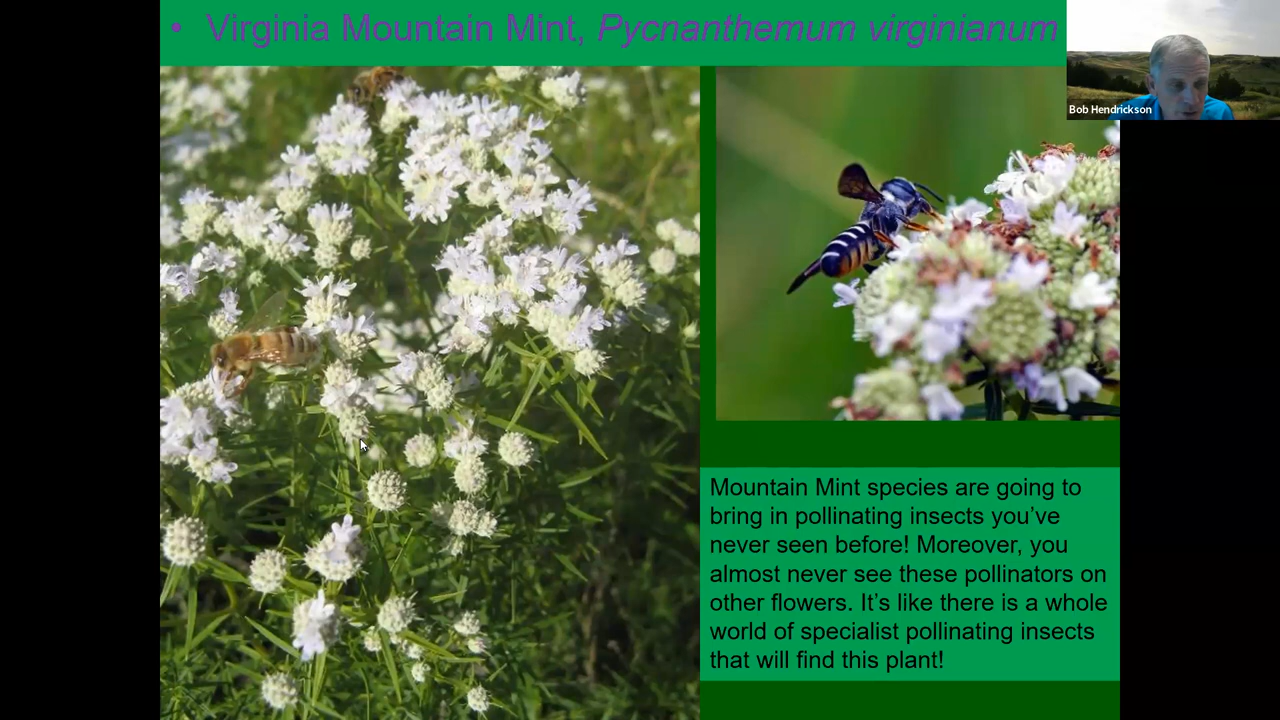 • Virginia Mountain Mint, Pycnanthemum virginianum
Bob Hendrickson
Mountain Mint species are going to
bring in pollinating insects you’ve
never seen before! Moreover, you
almost never see these pollinators on
other flowers. It’s like there is a whole
world of specialist pollinating insects
that will find this plant!